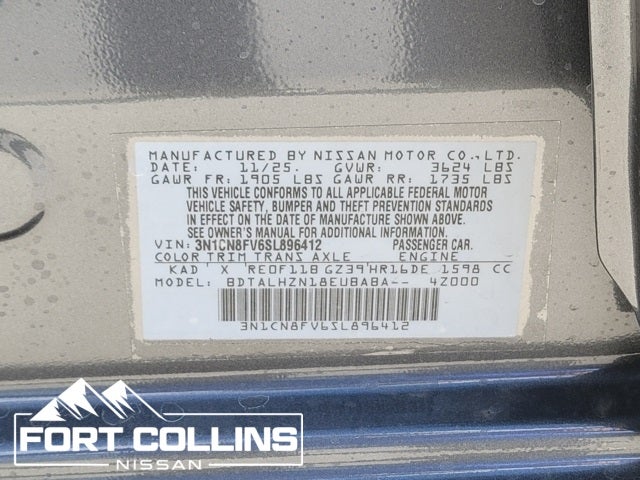 MANUFACTURED BY NISSAN MOTOR CO.,LTD.
DATE: 11/25. GVWR: 3624 LBS
GAWR FR: 1905 LBS GAWR RR: 1735 LBS
THIS VEHICLE CONFORMS TO ALL APPLICABLE FEDERAL MOTOR
VEHICLE SAFETY, BUMPER AND THEFT PREVENTION STANDARDS
IN EFFECT ON THE DATE OF MANUFACTURE SHOWN ABOVE.
SEE OWNER'S MANUAL FOR ADDITIONAL INFORMATION.
VIN: 3N1CN8FV6SL896412 PASSENGER CAR.
COLOR TRIM TRANS AXLE ENGINE
KAD X RE0F11B GZ39 HR16DE 1598 CC
MODEL: BDTALHZN18EUBABA-- 4Z000
3N1CN8FV6SL896412
FORT COLLINS
NISSAN